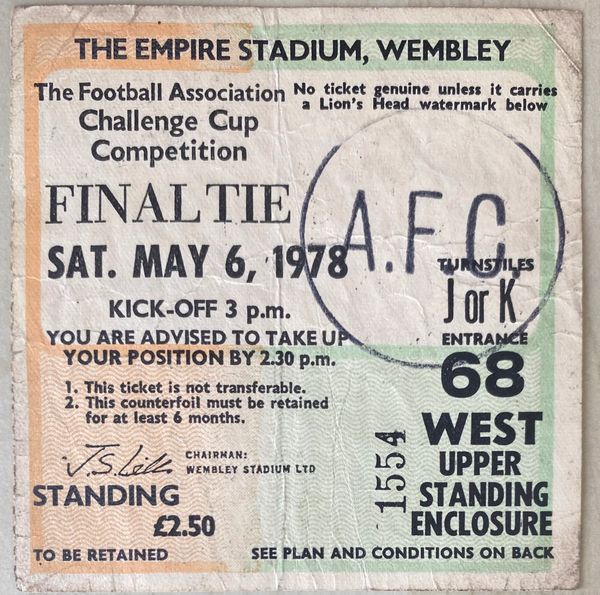 THE EMPIRE STADIUM, WEMBLEY
The Football Association
Challenge Cup
Competition
No ticket genuine unless it carries
a Lion's Head watermark below
FINAL TIE
A.F.C.
SAT. MAY 6, 1978
KICK-OFF 3 p.m.
YOU ARE ADVISED TO TAKE UP
YOUR POSITION BY 2.30 p.m.
TURNSTILES
J or K
ENTRANCE
68
1. This ticket is not transferable.
2. This counterfoil must be retained
for at least 6 months.
WEST
UPPER
STANDING
ENCLOSURE
1554
CHAIRMAN:
WEMBLEY STADIUM LTD
STANDING
£2.50
TO BE RETAINED
SEE PLAN AND CONDITIONS ON BACK